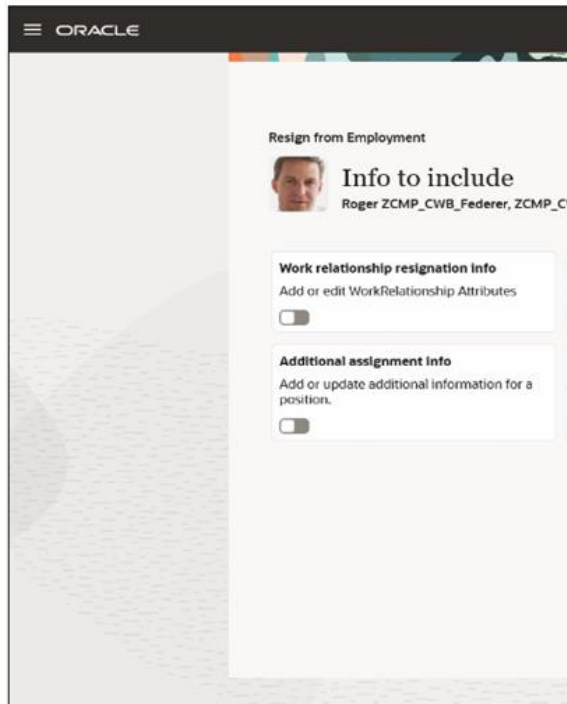 ORACLE
Resign from Employment
Info to include
Roger ZCMP_CWB_Federer,
Work relationship resignation info
Add or edit WorkRelationship Attributes
Additional assignment info
Add or update additional information for a
position.